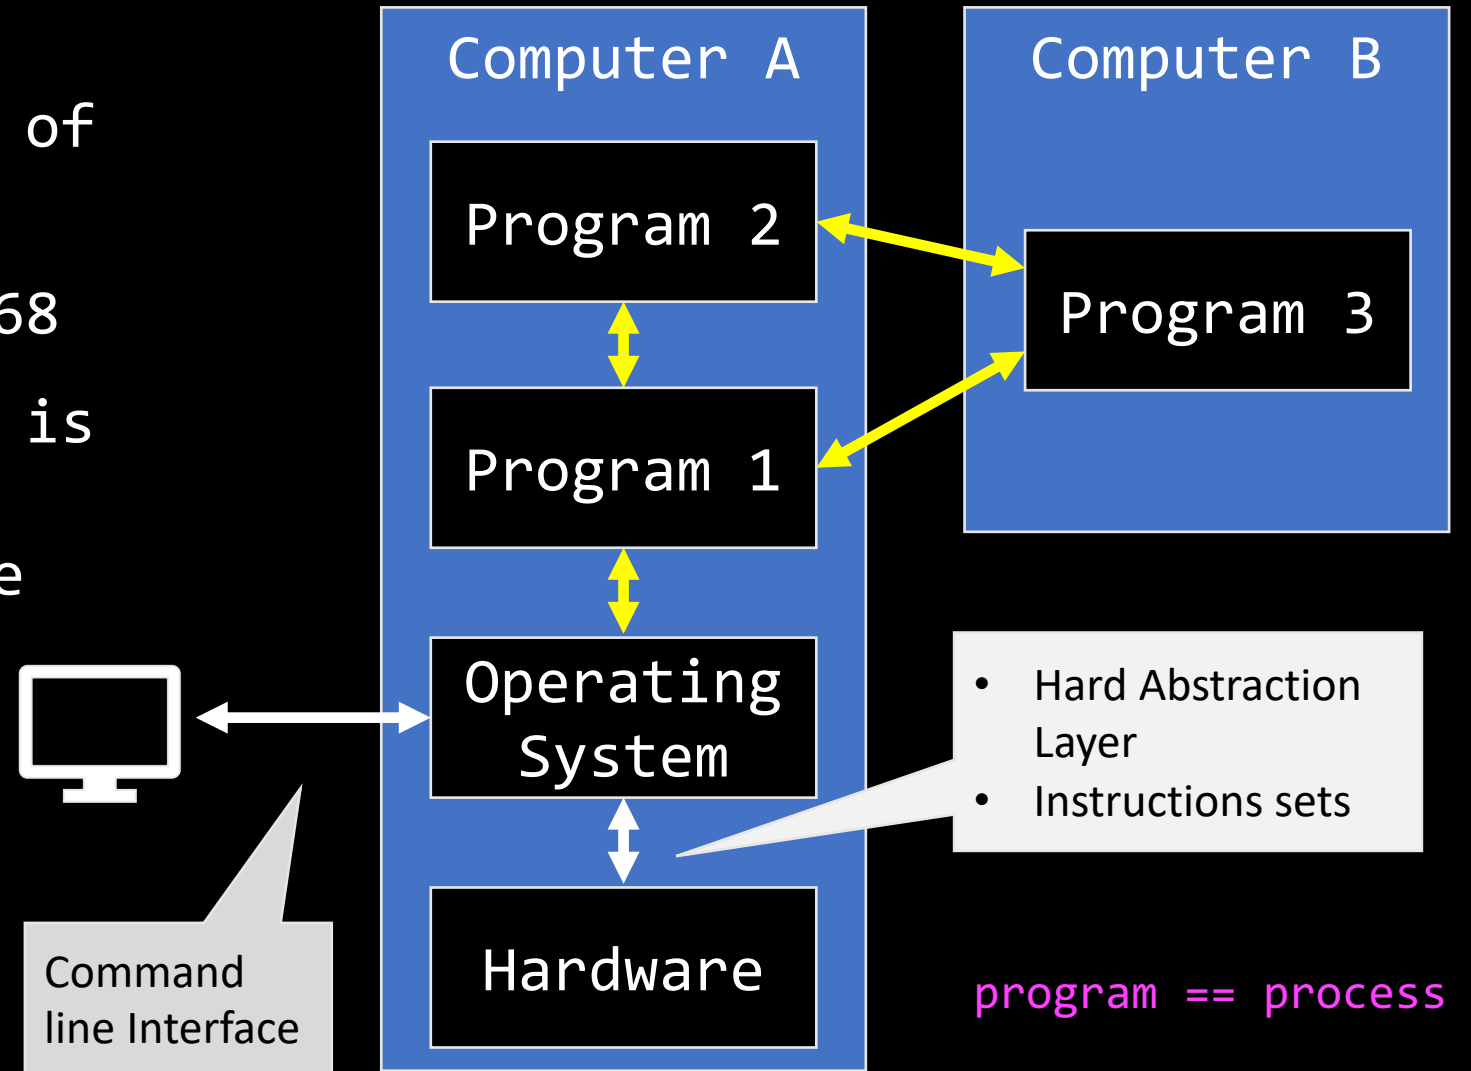 of
68
is
e
Computer A
Program 2
Program 1
Operating
System
Hardware
Computer B
Program 3
• Hard Abstraction
Layer
• Instructions sets
Command
line Interface
program == process